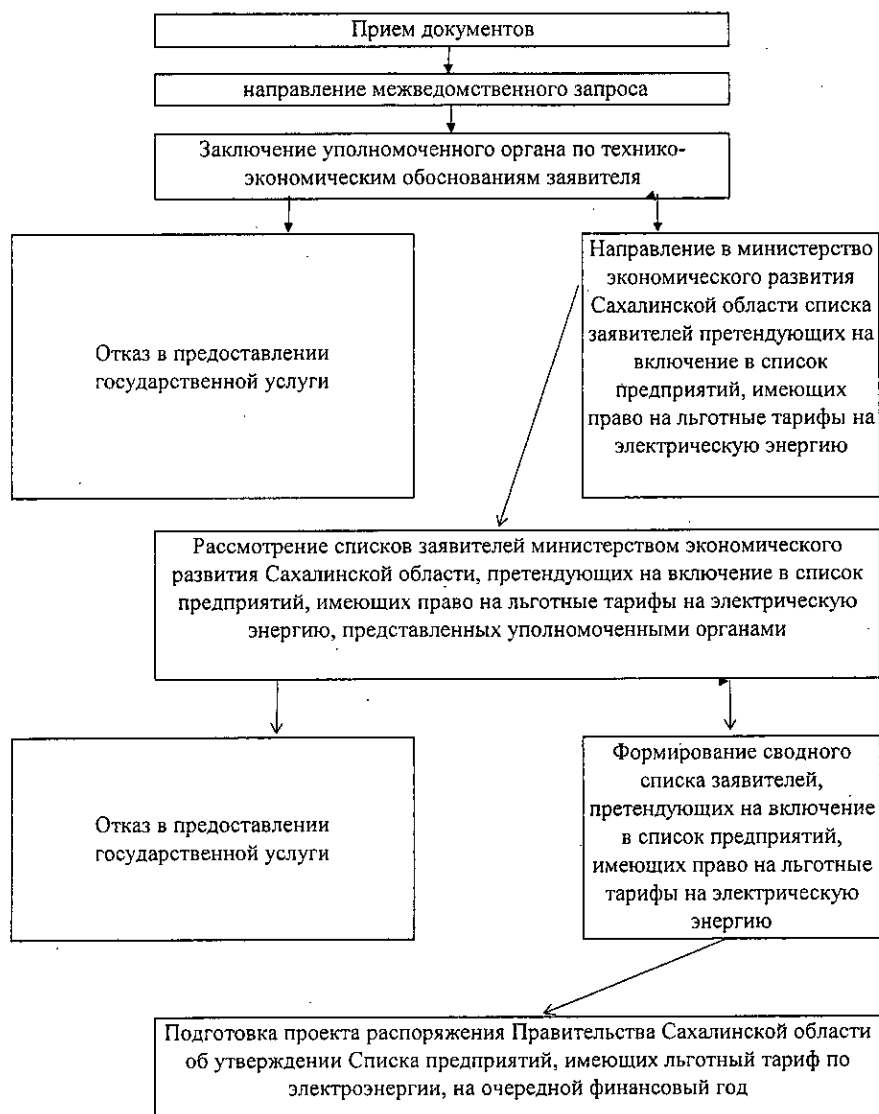 Прием документов
направление межведомственного запроса
Заключение уполномоченного органа по технико-
экономическим обоснованиям заявителя
Отказ в предоставлении
государственной услуги
Направление в министерство
экономического развития
Сахалинской области списка
заявителей претендующих на
включение в список
предприятий, имеющих
право на льготные тарифы на
электрическую энергию
Рассмотрение списков заявителей министерством экономического
развития Сахалинской области, претендующих на включение в список
предприятий, имеющих право на льготные тарифы на электрическую
энергию, представленных уполномоченными органами
Отказ в предоставлении
государственной услуги
Формирование сводного
списка заявителей,
претендующих на включение
в список предприятий,
имеющих право на льготные
тарифы на электрическую
энергию
Подготовка проекта распоряжения Правительства Сахалинской области
об утверждении Списка предприятий, имеющих льготный тариф по
электроэнергии, на очередной финансовый год